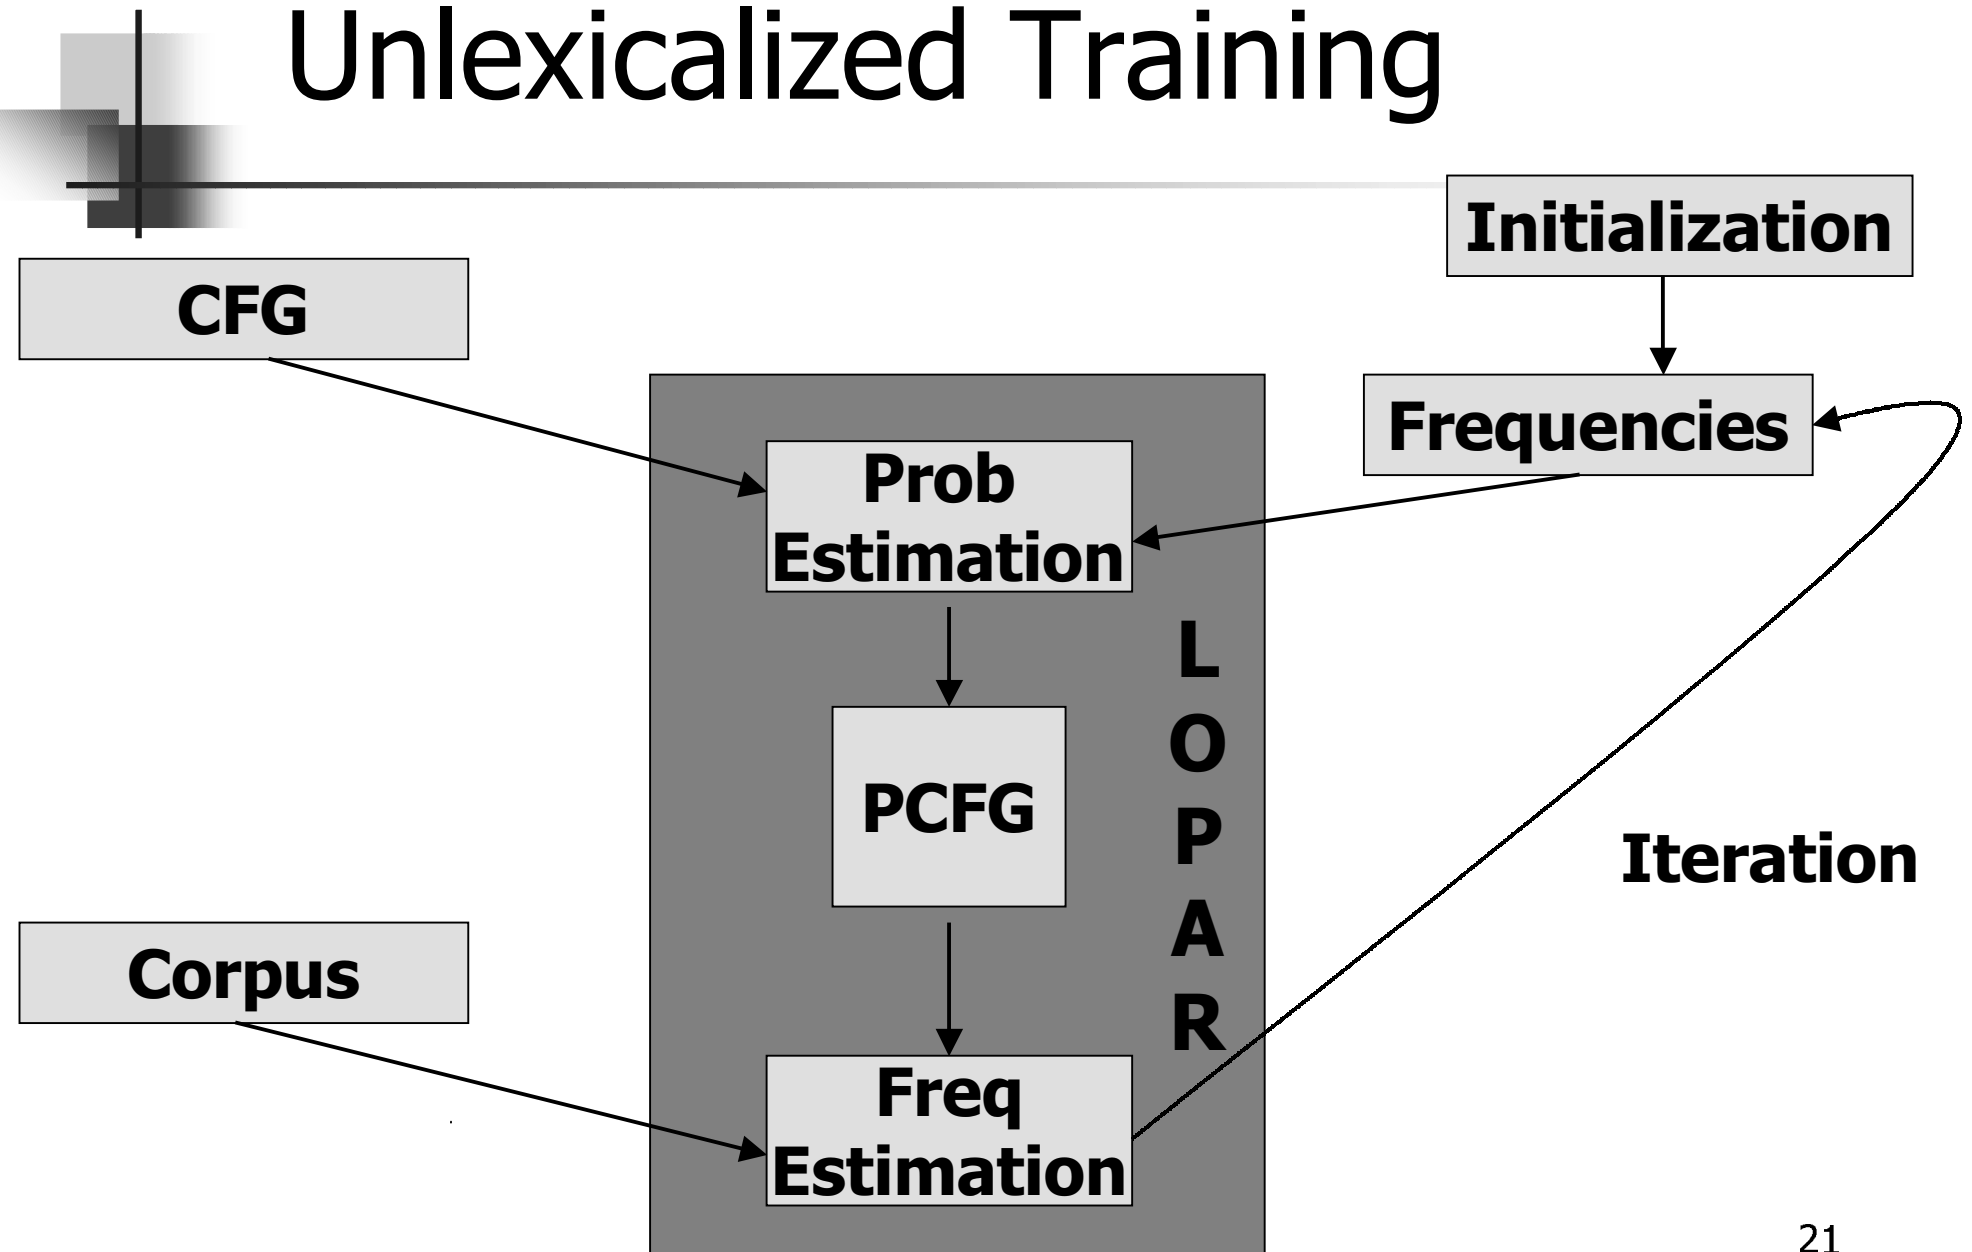 Unlexicalized Training
Initialization
CFG
Frequencies
Prob
Estimation
L
O
P
A
R
PCFG
Iteration
Corpus
Freq
Estimation
21